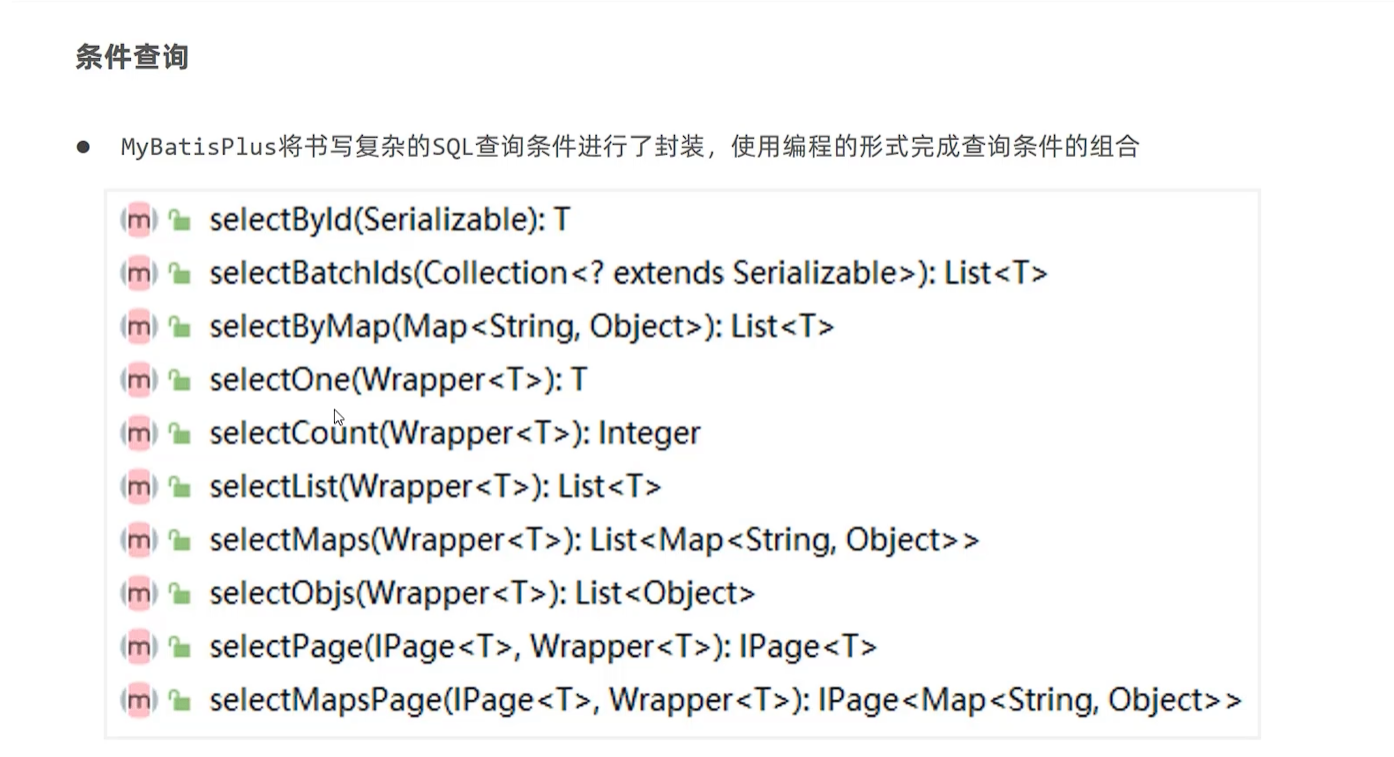 条件查询
● MyBatisPlus将书写复杂的SQL查询条件进行了封装，使用编程的形式完成查询条件的组合
m selectById(Serializable): T
m selectBatchIds(Collection<? extends Serializable>): List<T>
m selectByMap(Map<String, Object>): List<T>
m selectOne(Wrapper<T>): T
m selectCount(Wrapper<T>): Integer
m selectList(Wrapper<T>): List<T>
m selectMaps(Wrapper<T>): List<Map<String, Object>>
m selectObjs(Wrapper<T>): List<Object>
m selectPage(IPage<T>, Wrapper<T>): IPage<T>
m selectMapsPage(IPage<T>, Wrapper<T>): IPage<Map<String, Object>>